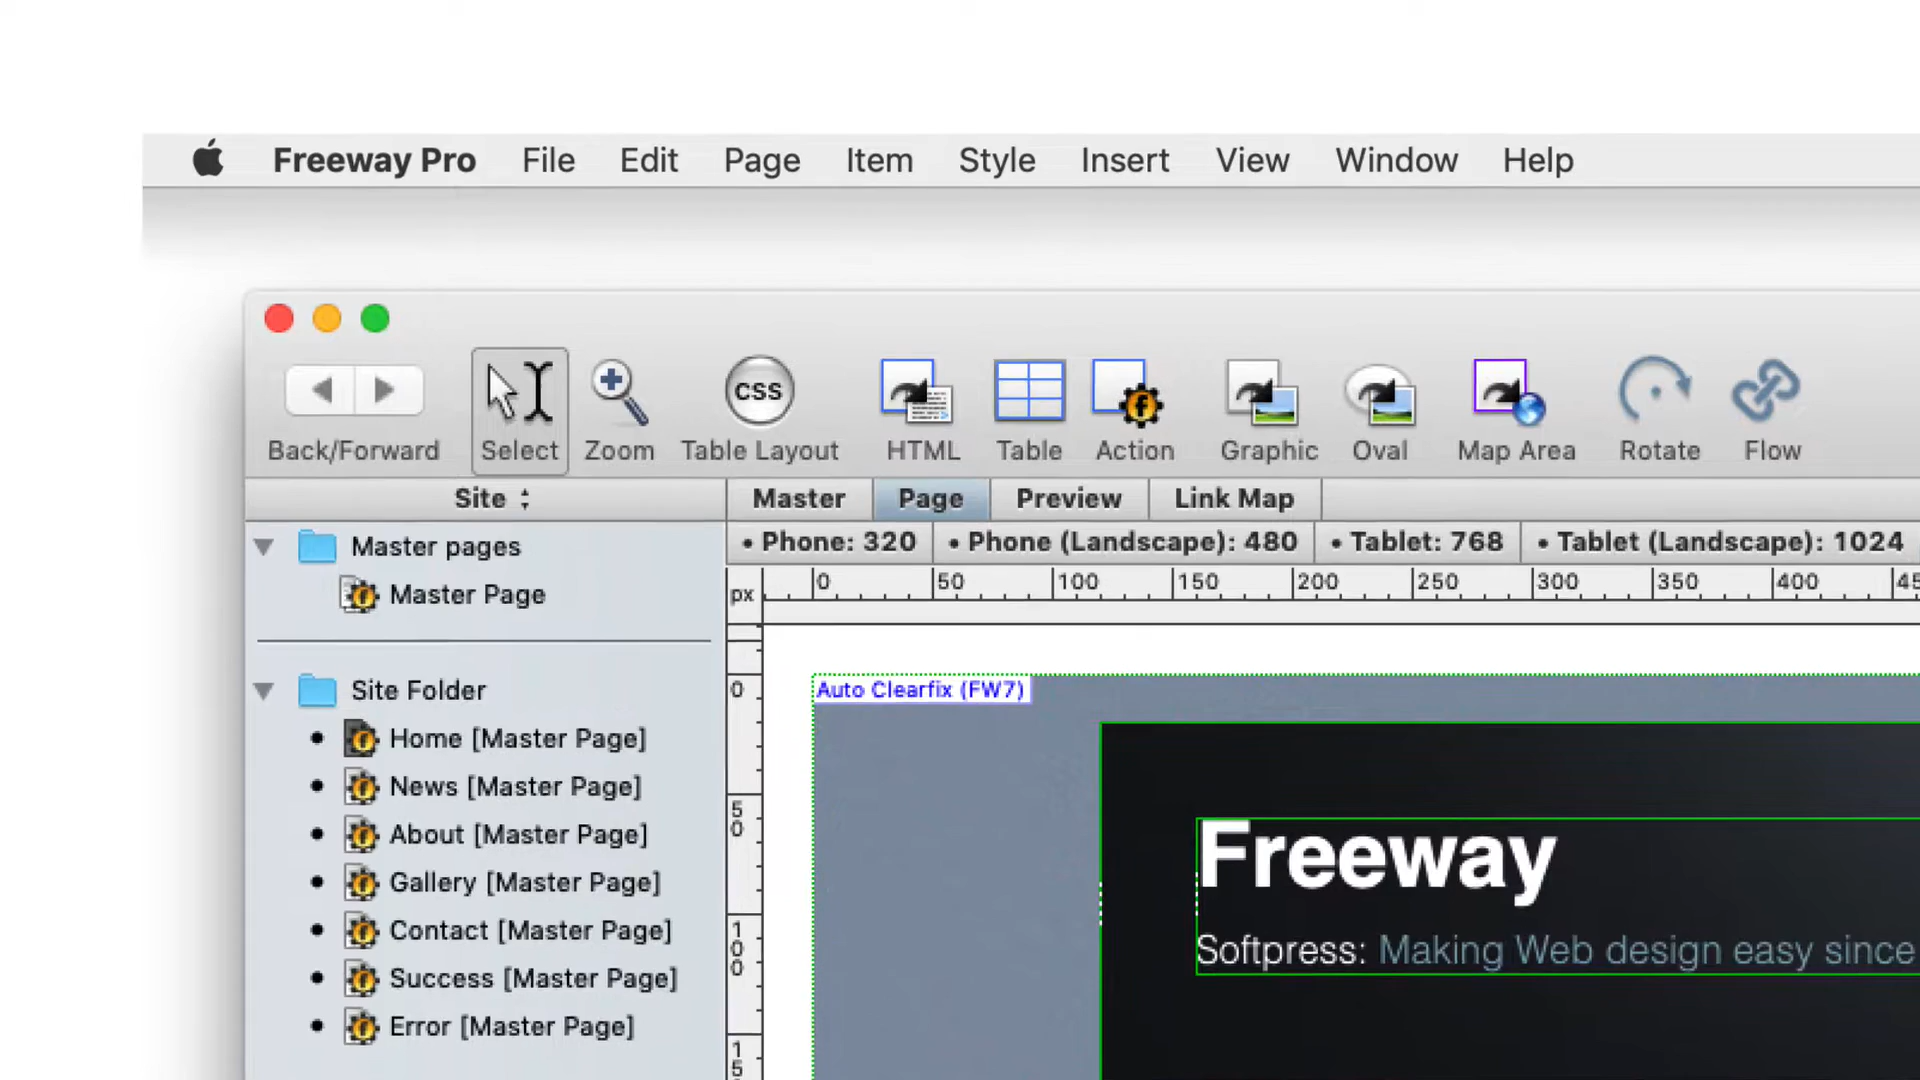 Freeway Pro File Edit Page Item Style Insert View Window Help
Back/Forward Select Zoom CSS Table Layout HTML Table Action Graphic Oval Map Area Rotate Flow
Site Master Page Preview Link Map
• Phone: 320 • Phone (Landscape): 480 • Tablet: 768 • Tablet (Landscape): 1024
px 0 50 100 150 200 250 300 350 400
Master pages
Master Page
Site Folder
• Home [Master Page]
• News [Master Page]
• About [Master Page]
• Gallery [Master Page]
• Contact [Master Page]
• Success [Master Page]
• Error [Master Page]
0
50
100
Auto Clearfix (FW7)
Freeway
Softpress: Making Web design easy since